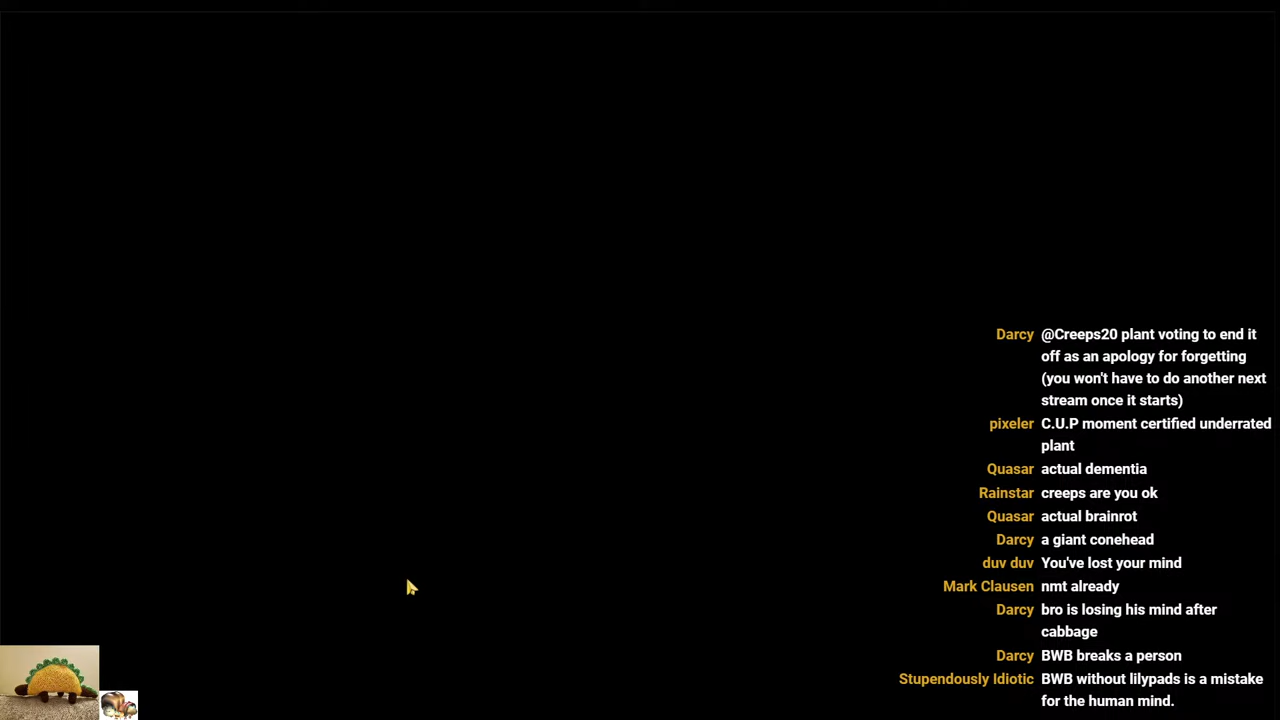 Darcy @Creeps20 plant voting to end it
off as an apology for forgetting
(you won't have to do another next
stream once it starts)
pixeler C.U.P moment certified underrated
plant
Quasar actual dementia
Rainstar creeps are you ok
Quasar actual brainrot
Darcy a giant conehead
duv duv You've lost your mind
Mark Clausen nmt already
Darcy bro is losing his mind after
cabbage
Darcy BWB breaks a person
Stupendously Idiotic BWB without lilypads is a mistake
for the human mind.